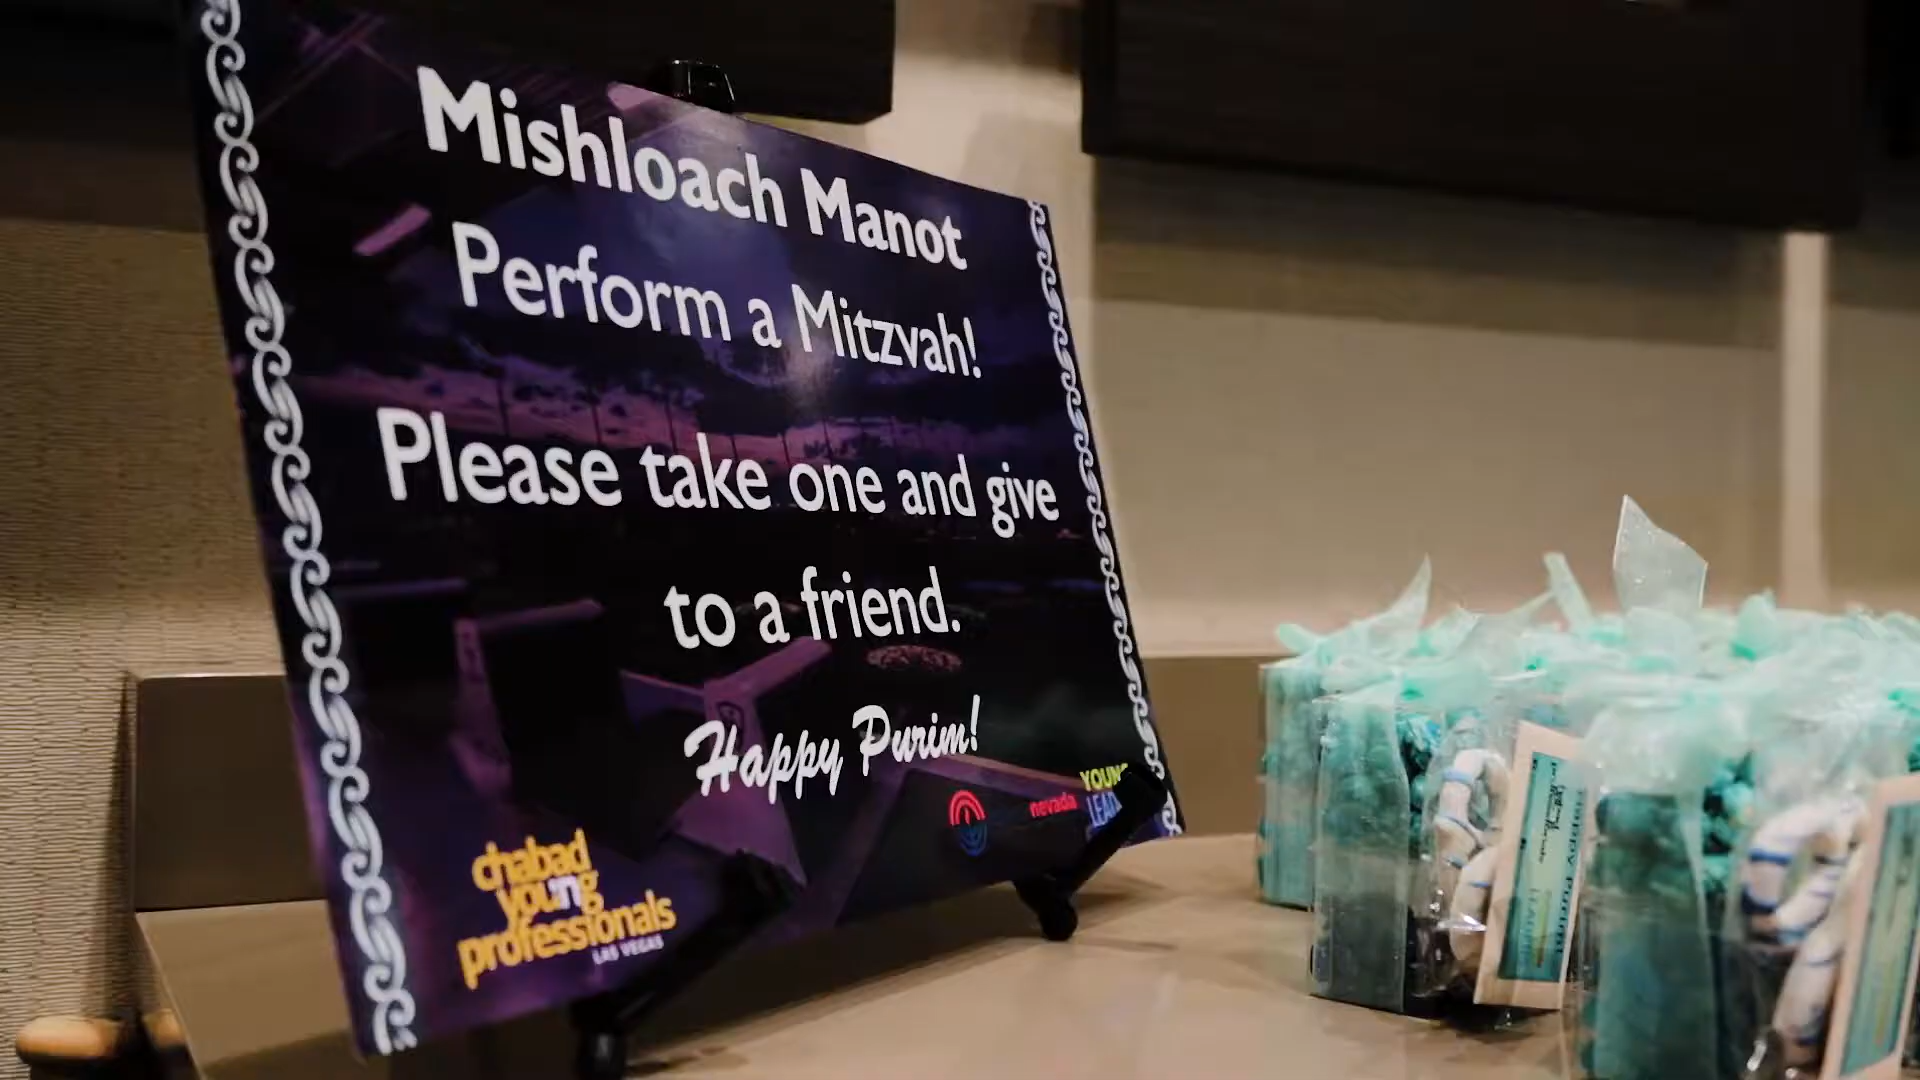 Mishloach Manot
Perform a Mitzvah!
Please take one and give
to a friend.
Happy Purim!
chabad
young
professionals
LAS VEGAS
nevada
YOUNG